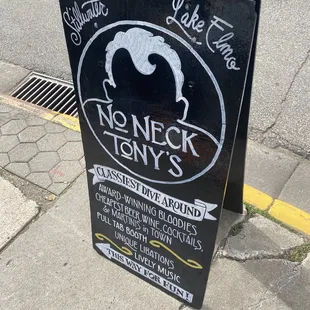 Stillwater
Lake Elmo
No Neck
Tony's
Classiest Dive Around
Award-Winning Bloodies
Cheapest Beer, Wine, Cocktails,
& Martinis in Town
Full Tab Booth
Unique Libations
Lively Music
This Way for Fun!